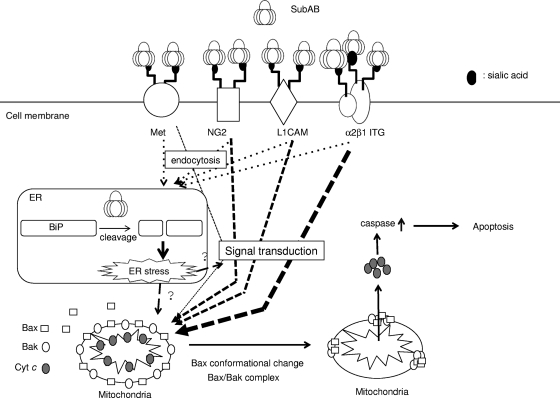 SubAB
: sialic acid
Cell membrane
Met
NG2
L1CAM
α2β1 ITG
endocytosis
ER
BiP
cleavage
ER stress
?
?
Signal transduction
caspase
Apoptosis
Bax
Bak
Cyt c
Mitochondria
Bax conformational change
Bax/Bak complex
Mitochondria